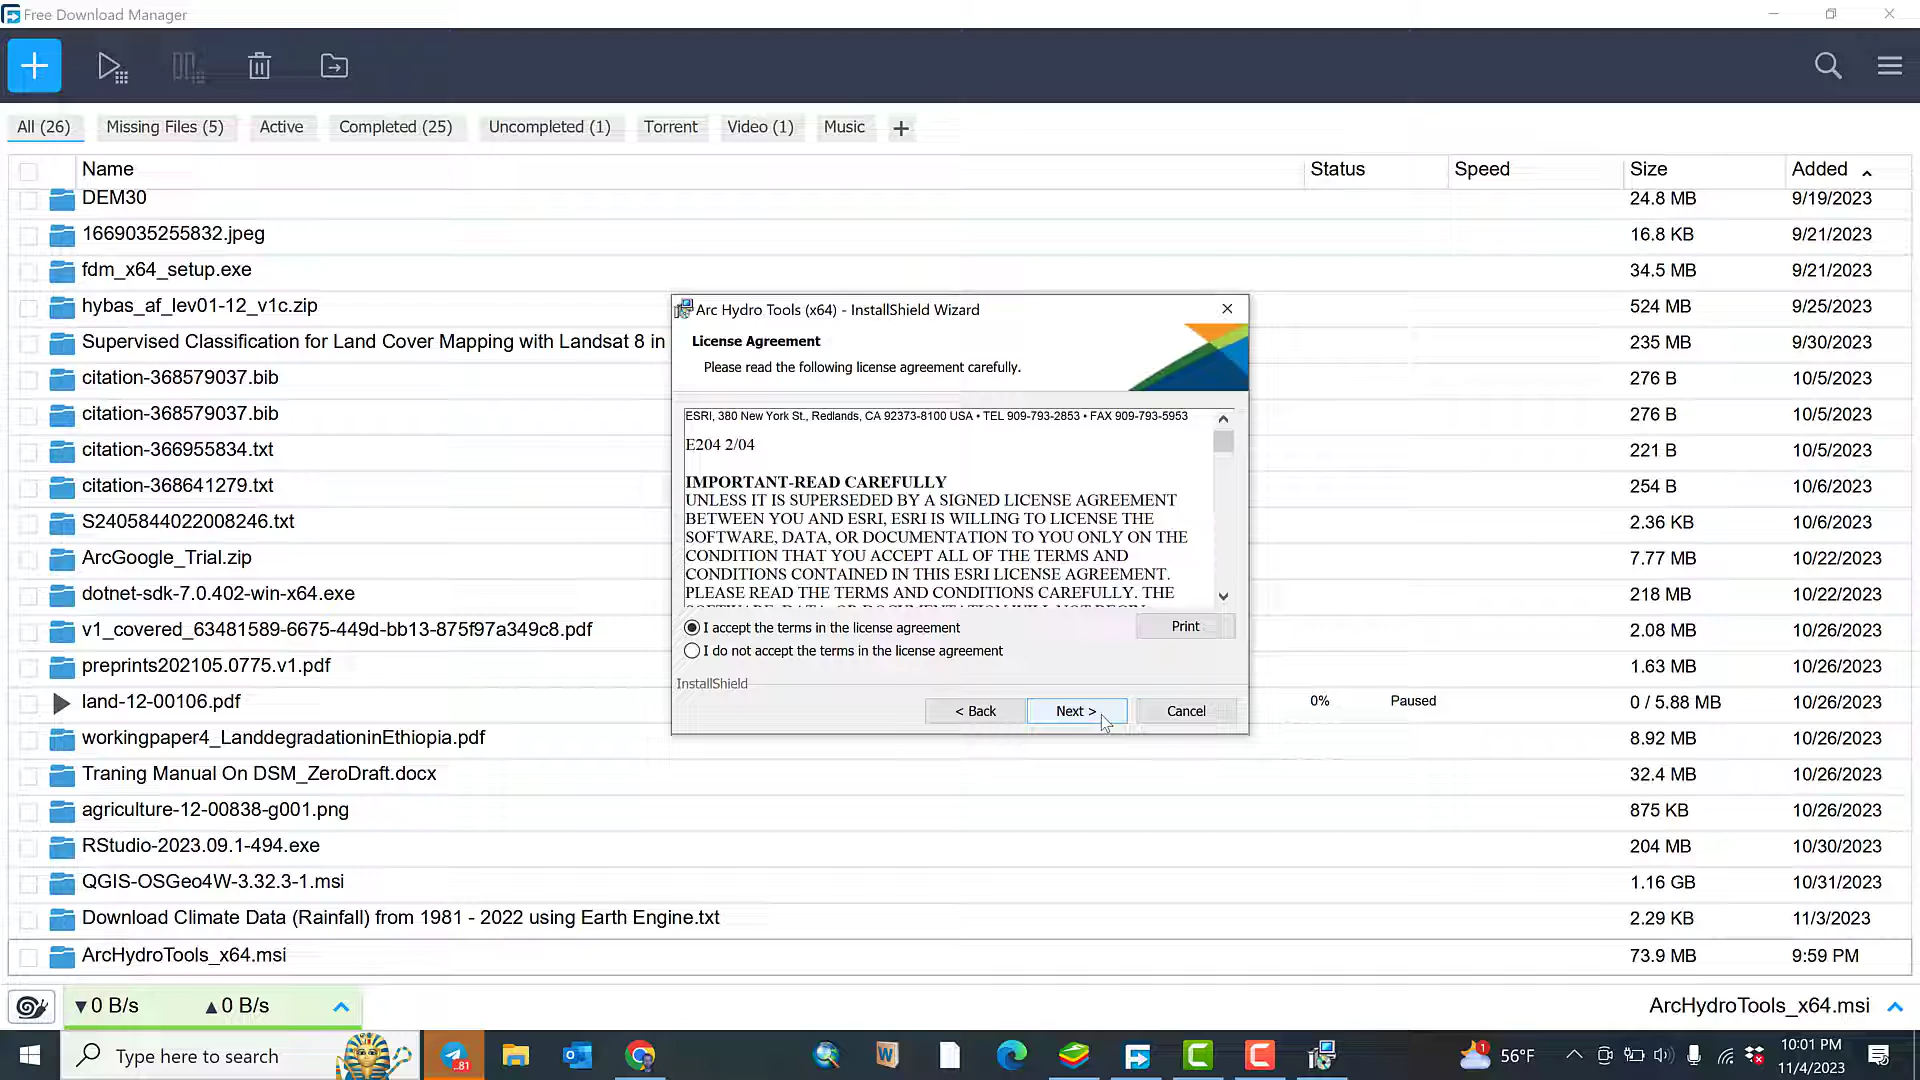 Free Download Manager
All (26)
Missing Files (5)
Active
Completed (25)
Uncompleted (1)
Torrent
Video (1)
Music
Name Status Speed Size Added
DEM30 24.8 MB 9/19/2023
1669035255832.jpeg 16.8 KB 9/21/2023
fdm_x64_setup.exe 34.5 MB 9/21/2023
hybas_af_lev01-12_v1c.zip 524 MB 9/25/2023
Supervised Classification for Land Cover Mapping with Landsat 8 in 235 MB 9/30/2023
citation-368579037.bib 276 B 10/5/2023
citation-368579037.bib 276 B 10/5/2023
citation-366955834.txt 221 B 10/5/2023
citation-368641279.txt 254 B 10/6/2023
S2405844022008246.txt 2.36 KB 10/6/2023
ArcGoogle_Trial.zip 7.77 MB 10/22/2023
dotnet-sdk-7.0.402-win-x64.exe 218 MB 10/22/2023
v1_covered_63481589-6675-449d-bb13-875f97a349c8.pdf 2.08 MB 10/26/2023
preprints202105.0775.v1.pdf 1.63 MB 10/26/2023
land-12-00106.pdf 0% Paused 0 / 5.88 MB 10/26/2023
workingpaper4_LanddegradationinEthiopia.pdf 8.92 MB 10/26/2023
Traning Manual On DSM_ZeroDraft.docx 32.4 MB 10/26/2023
agriculture-12-00838-g001.png 875 KB 10/26/2023
RStudio-2023.09.1-494.exe 204 MB 10/30/2023
QGIS-OSGeo4W-3.32.3-1.msi 1.16 GB 10/31/2023
Download Climate Data (Rainfall) from 1981 - 2022 using Earth Engine.txt 2.29 KB 11/3/2023
ArcHydroTools_x64.msi 73.9 MB 9:59 PM
Arc Hydro Tools (x64) - InstallShield Wizard
License Agreement
Please read the following license agreement carefully.
ESRI, 380 New York St., Redlands, CA 92373-8100 USA • TEL 909-793-2853 • FAX 909-793-5953
E204 2/04
IMPORTANT-READ CAREFULLY
UNLESS IT IS SUPERSEDED BY A SIGNED LICENSE AGREEMENT
BETWEEN YOU AND ESRI, ESRI IS WILLING TO LICENSE THE
SOFTWARE, DATA, OR DOCUMENTATION TO YOU ONLY ON THE
CONDITION THAT YOU ACCEPT ALL OF THE TERMS AND
CONDITIONS CONTAINED IN THIS ESRI LICENSE AGREEMENT.
PLEASE READ THE TERMS AND CONDITIONS CAREFULLY. THE
I accept the terms in the license agreement
Print
I do not accept the terms in the license agreement
InstallShield
< Back
Next >
Cancel
▼0 B/s ▲0 B/s
ArcHydroTools_x64.msi
Type here to search
81
1
56°F
10:01 PM
11/4/2023